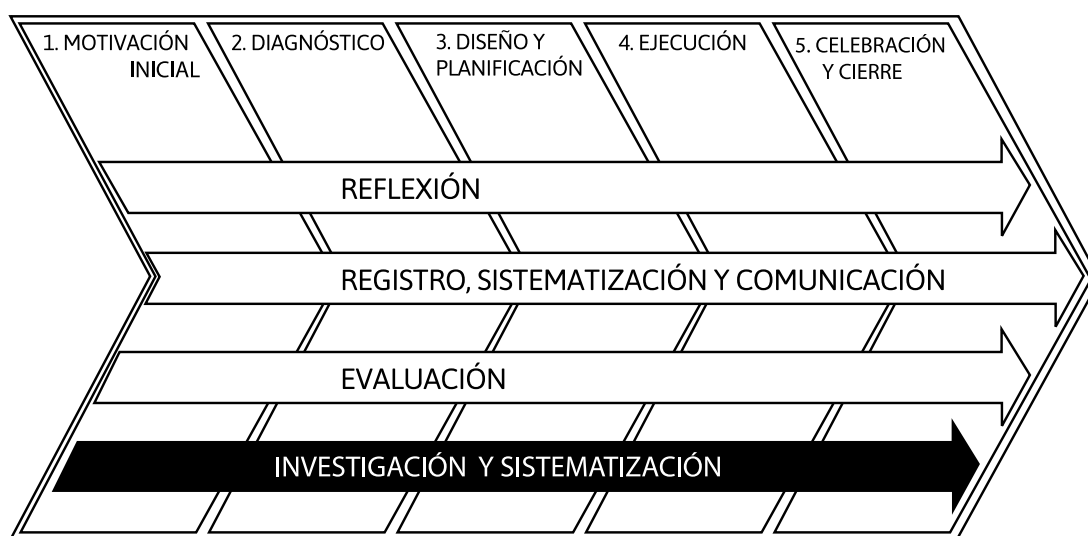 1. MOTIVACIÓN
INICIAL
2. DIAGNÓSTICO
3. DISEÑO Y
PLANIFICACIÓN
4. EJECUCIÓN
5. CELEBRACIÓN
Y CIERRE
REFLEXIÓN
REGISTRO, SISTEMATIZACIÓN Y COMUNICACIÓN
EVALUACIÓN
INVESTIGACIÓN Y SISTEMATIZACIÓN